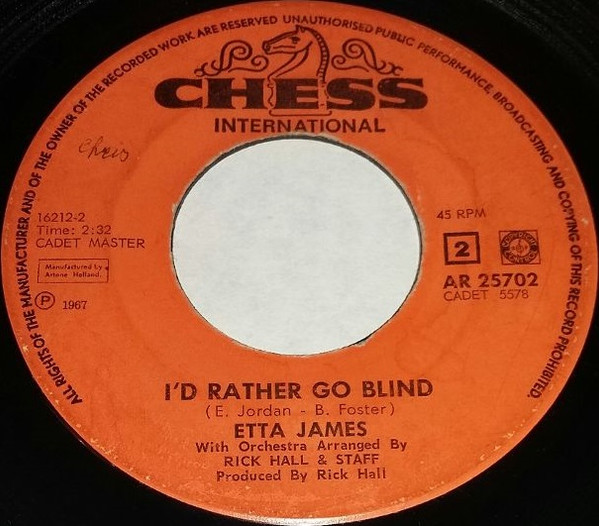 ALL RIGHTS OF THE MANUFACTURER AND OF THE OWNER OF THE RECORDED WORK ARE RESERVED UNAUTHORISED PUBLIC PERFORMANCE, BROADCASTING AND COPYING OF THIS RECORD PROHIBITED.
CHESS
INTERNATIONAL
Chris
16212-2
Time: 2:32
CADET MASTER
Manufactured by
Artone Holland.
P 1967
45 RPM
2
AR 25702
CADET 5578
I'D RATHER GO BLIND
(E. Jordan - B. Foster)
ETTA JAMES
With Orchestra Arranged By
RICK HALL & STAFF
Produced By Rick Hall